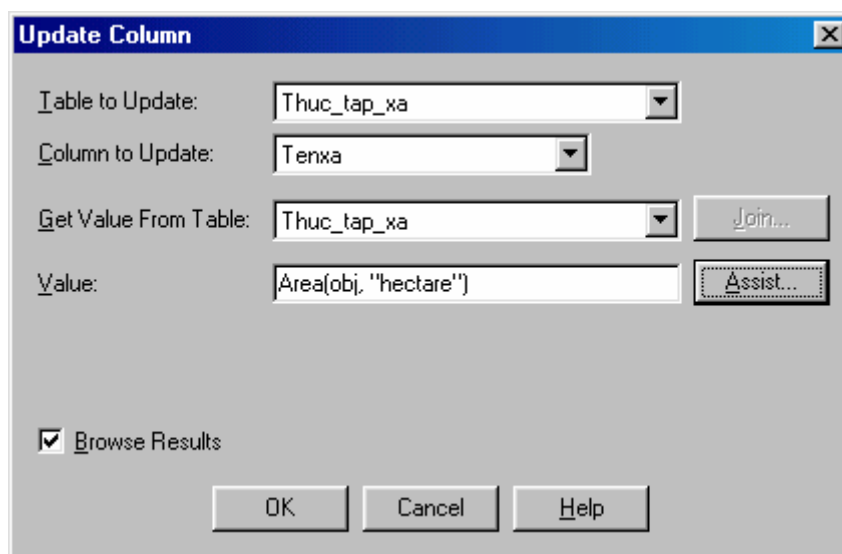 Update Column
Table to Update: Thuc_tap_xa
Column to Update: Tenxa
Get Value From Table: Thuc_tap_xa Join...
Value: Area(obj, "hectare") Assist...
Browse Results
OK Cancel Help